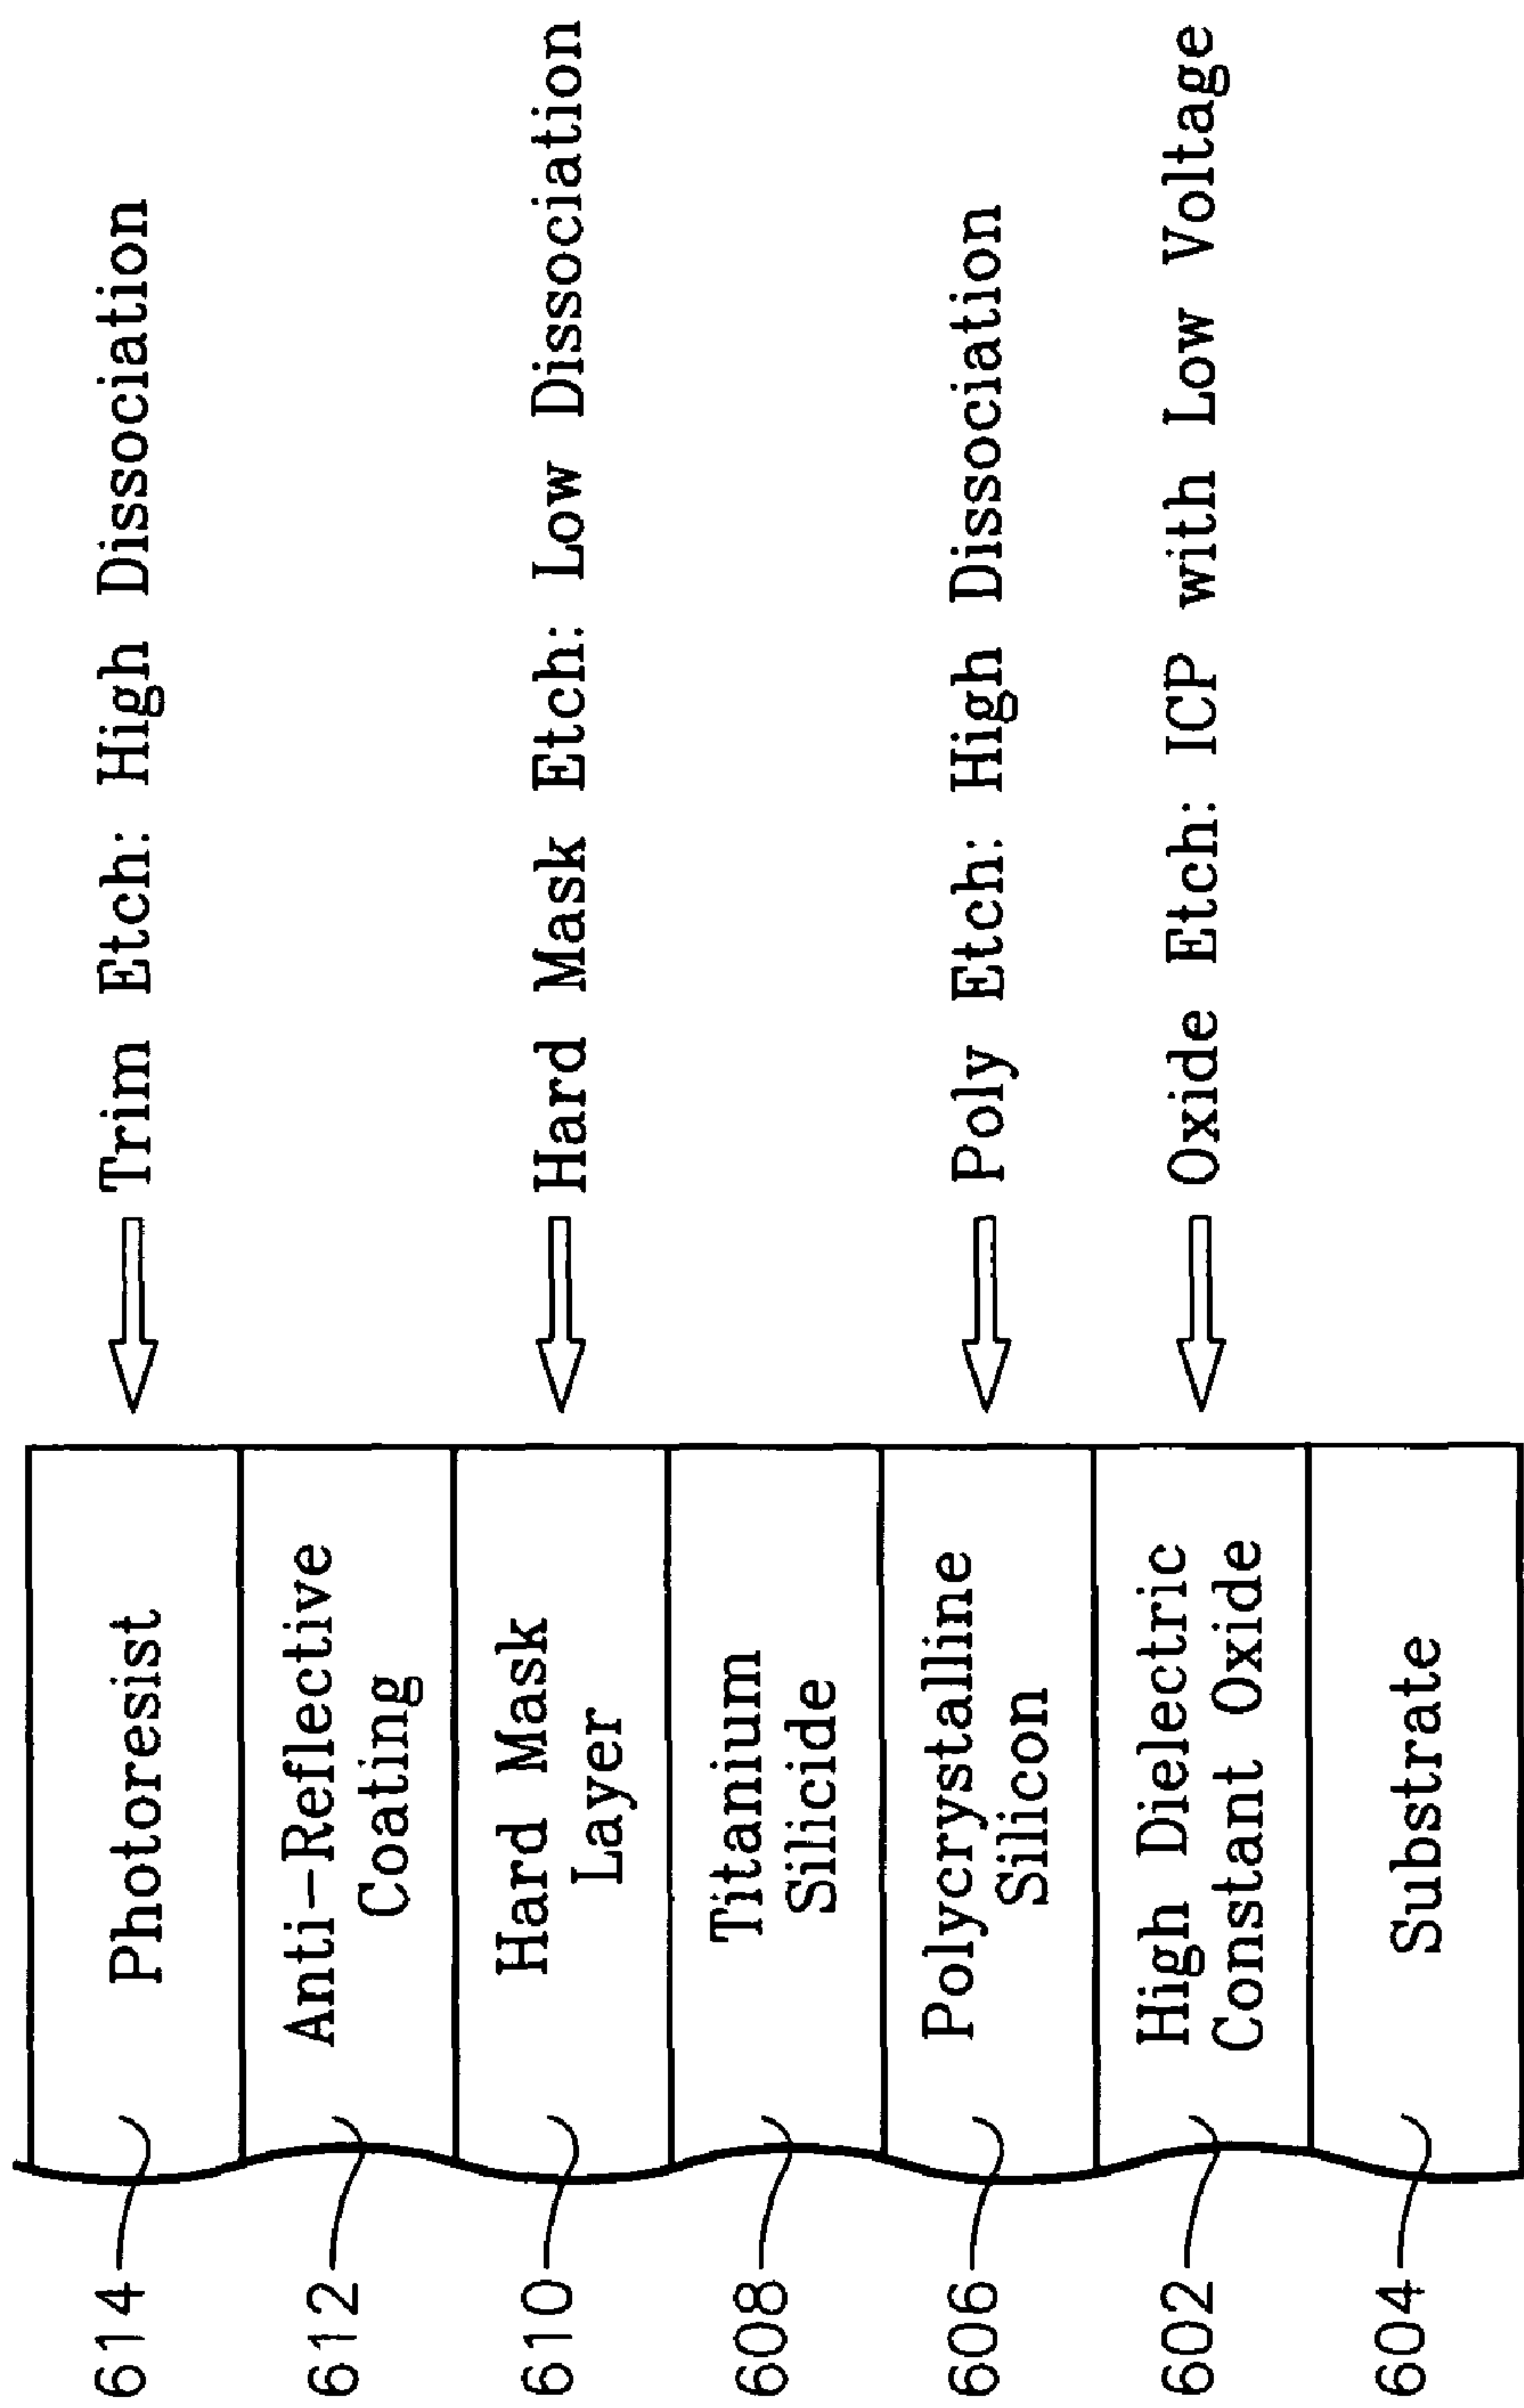 614
Photoresist
Trim Etch: High Dissociation
612
Anti-Reflective
Coating
610
Hard Mask
Layer
Hard Mask Etch: Low Dissociation
608
Titanium
Silicide
606
Polycrystalline
Silicon
Poly Etch: High Dissociation
602
High Dielectric
Constant Oxide
Oxide Etch: ICP with Low Voltage
604
Substrate